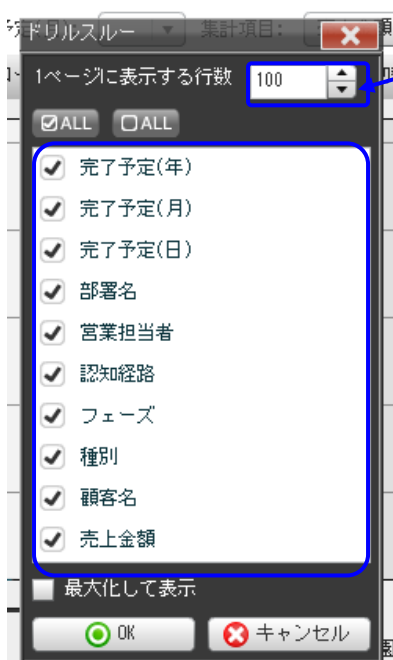 ドリルスルー
集計項目:
1ページに表示する行数 100
ALL ALL
完了予定(年)
完了予定(月)
完了予定(日)
部署名
営業担当者
認知経路
フェーズ
種別
顧客名
売上金額
最大化して表示
OK キャンセル